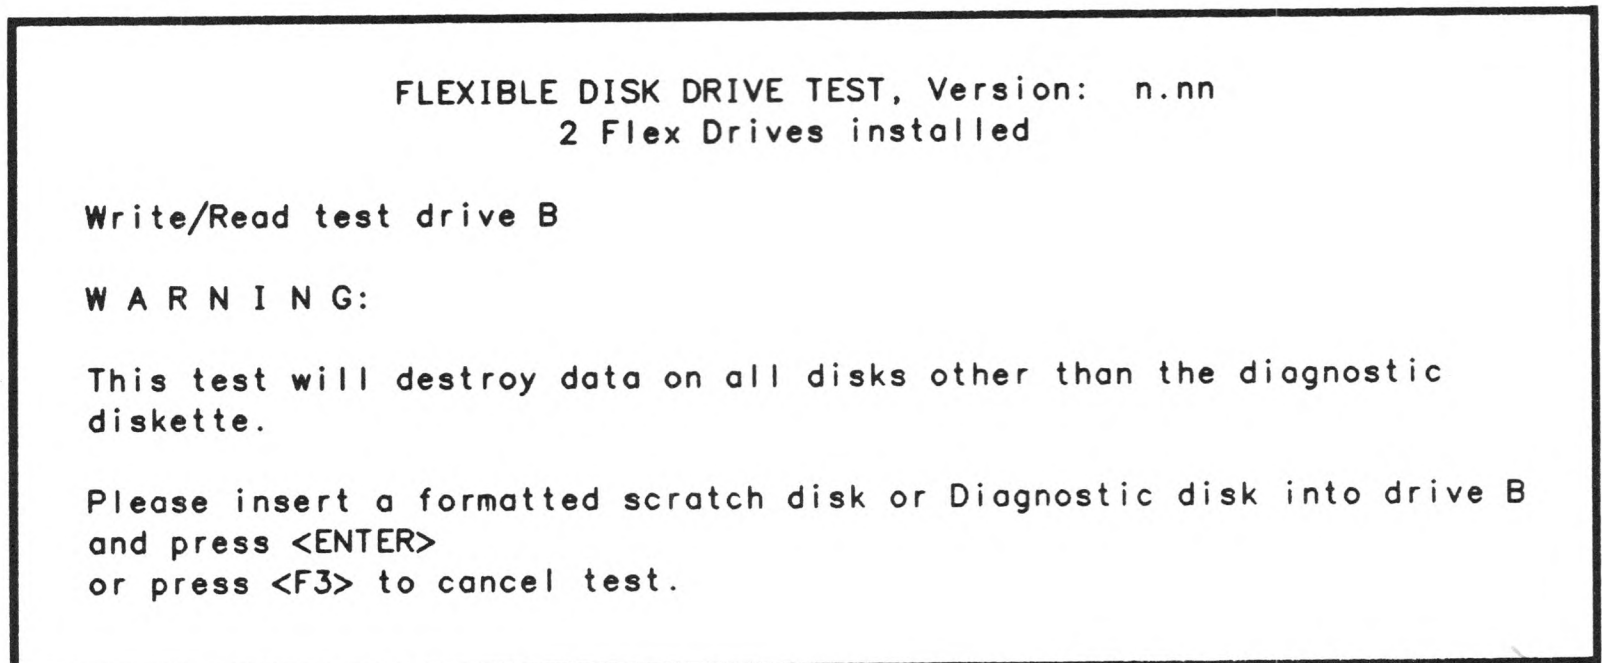 FLEXIBLE DISK DRIVE TEST, Version: n.nn
2 Flex Drives installed
Write/Read test drive B
W A R N I N G:
This test will destroy data on all disks other than the diagnostic
diskette.
Please insert a formatted scratch disk or Diagnostic disk into drive B
and press <ENTER>
or press <F3> to cancel test.